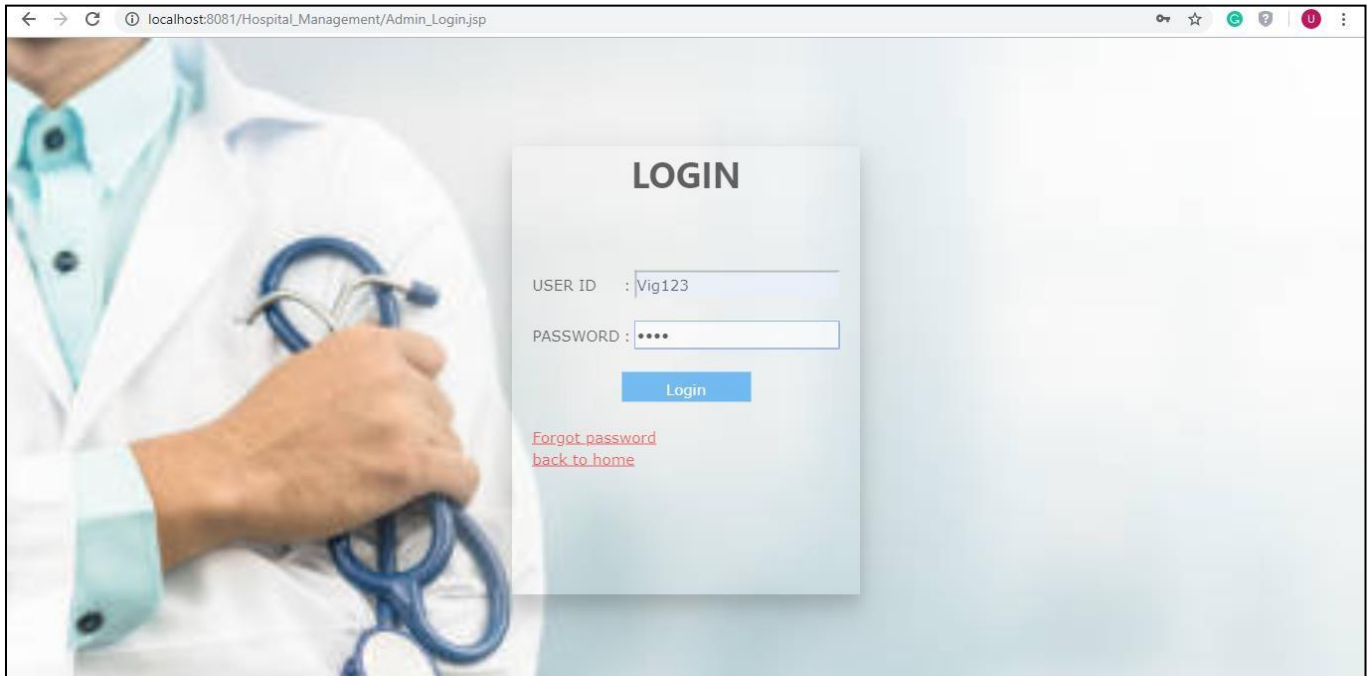 localhost:8081/Hospital_Management/Admin_Login.jsp
U
LOGIN
USER ID : Vig123
PASSWORD : ••••
Login
Forgot password
back to home